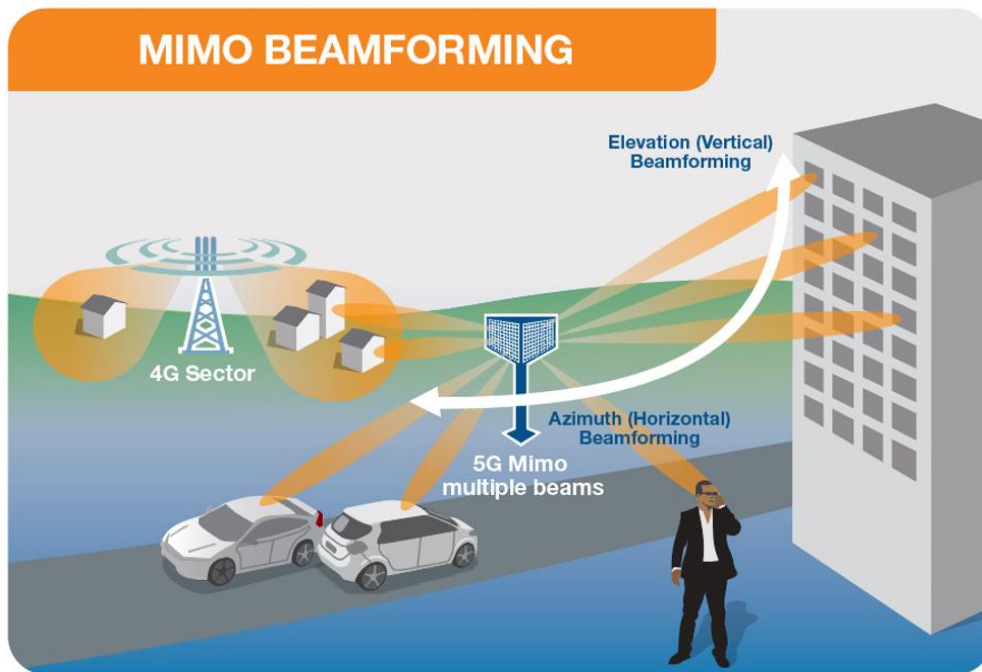 MIMO BEAMFORMING
Elevation (Vertical)
Beamforming
4G Sector
Azimuth (Horizontal)
Beamforming
5G Mimo
multiple beams